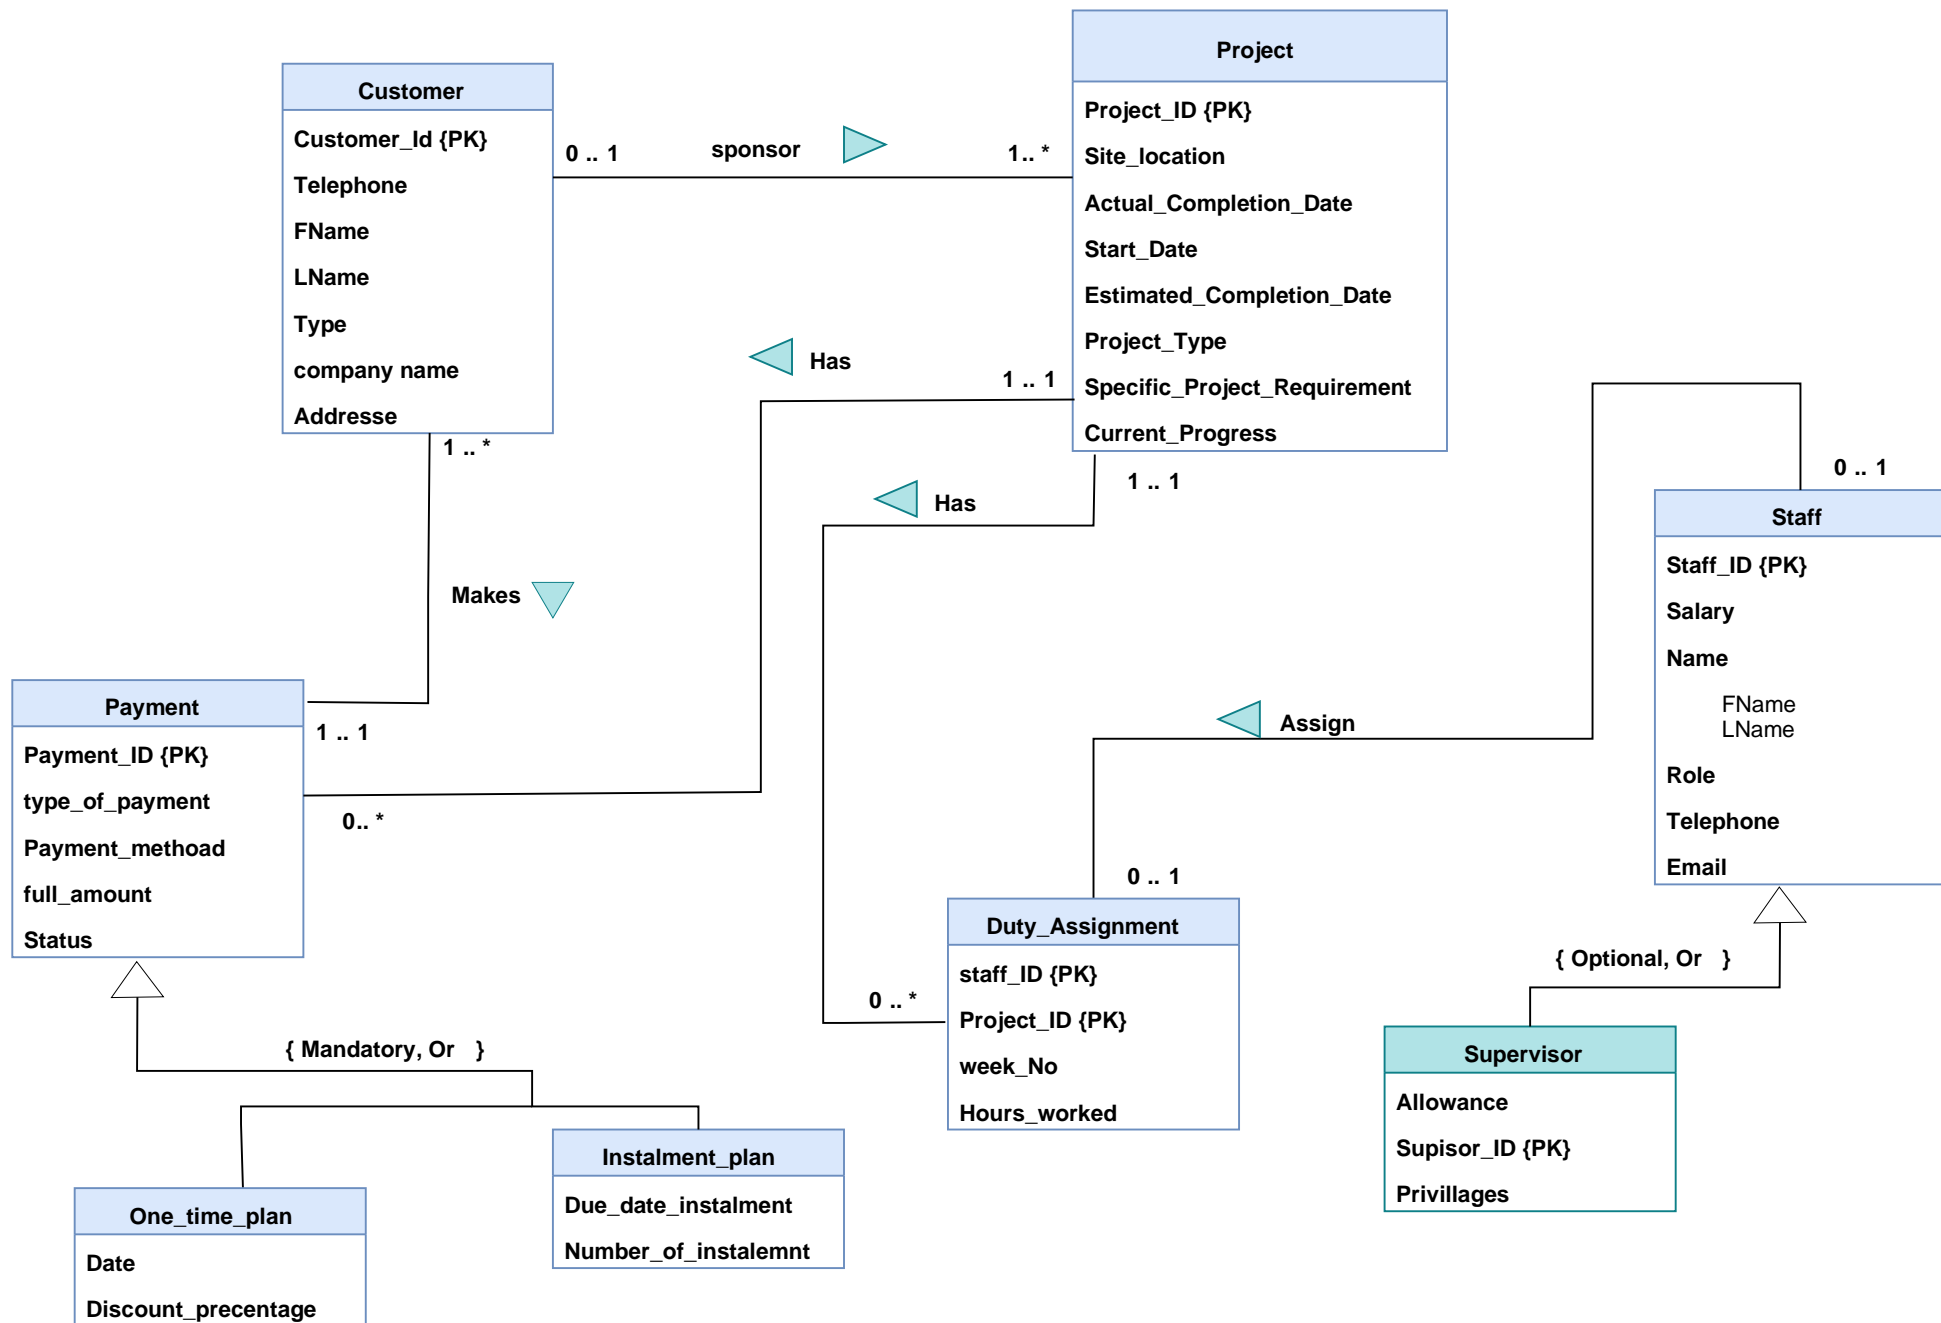 Project
Project_ID {PK}
Site_location
Actual_Completion_Date
Start_Date
Estimated_Completion_Date
Project_Type
Specific_Project_Requirement
Current_Progress
Customer
Customer_Id {PK}
Telephone
FName
LName
Type
company name
Addresse
0 .. 1
sponsor
1.. *
Has
1 .. 1
1 .. *
Has
1 .. 1
0 .. 1
Makes
Staff
Staff_ID {PK}
Salary
Name
FName
LName
Role
Telephone
Email
Payment
Payment_ID {PK}
type_of_payment
Payment_methoad
full_amount
Status
1 .. 1
0.. *
Assign
0 .. 1
Duty_Assignment
staff_ID {PK}
Project_ID {PK}
week_No
Hours_worked
0 .. *
{ Optional, Or }
{ Mandatory, Or }
Supervisor
Allowance
Supisor_ID {PK}
Privillages
Instalment_plan
Due_date_instalment
Number_of_instalemnt
One_time_plan
Date
Discount_precentage